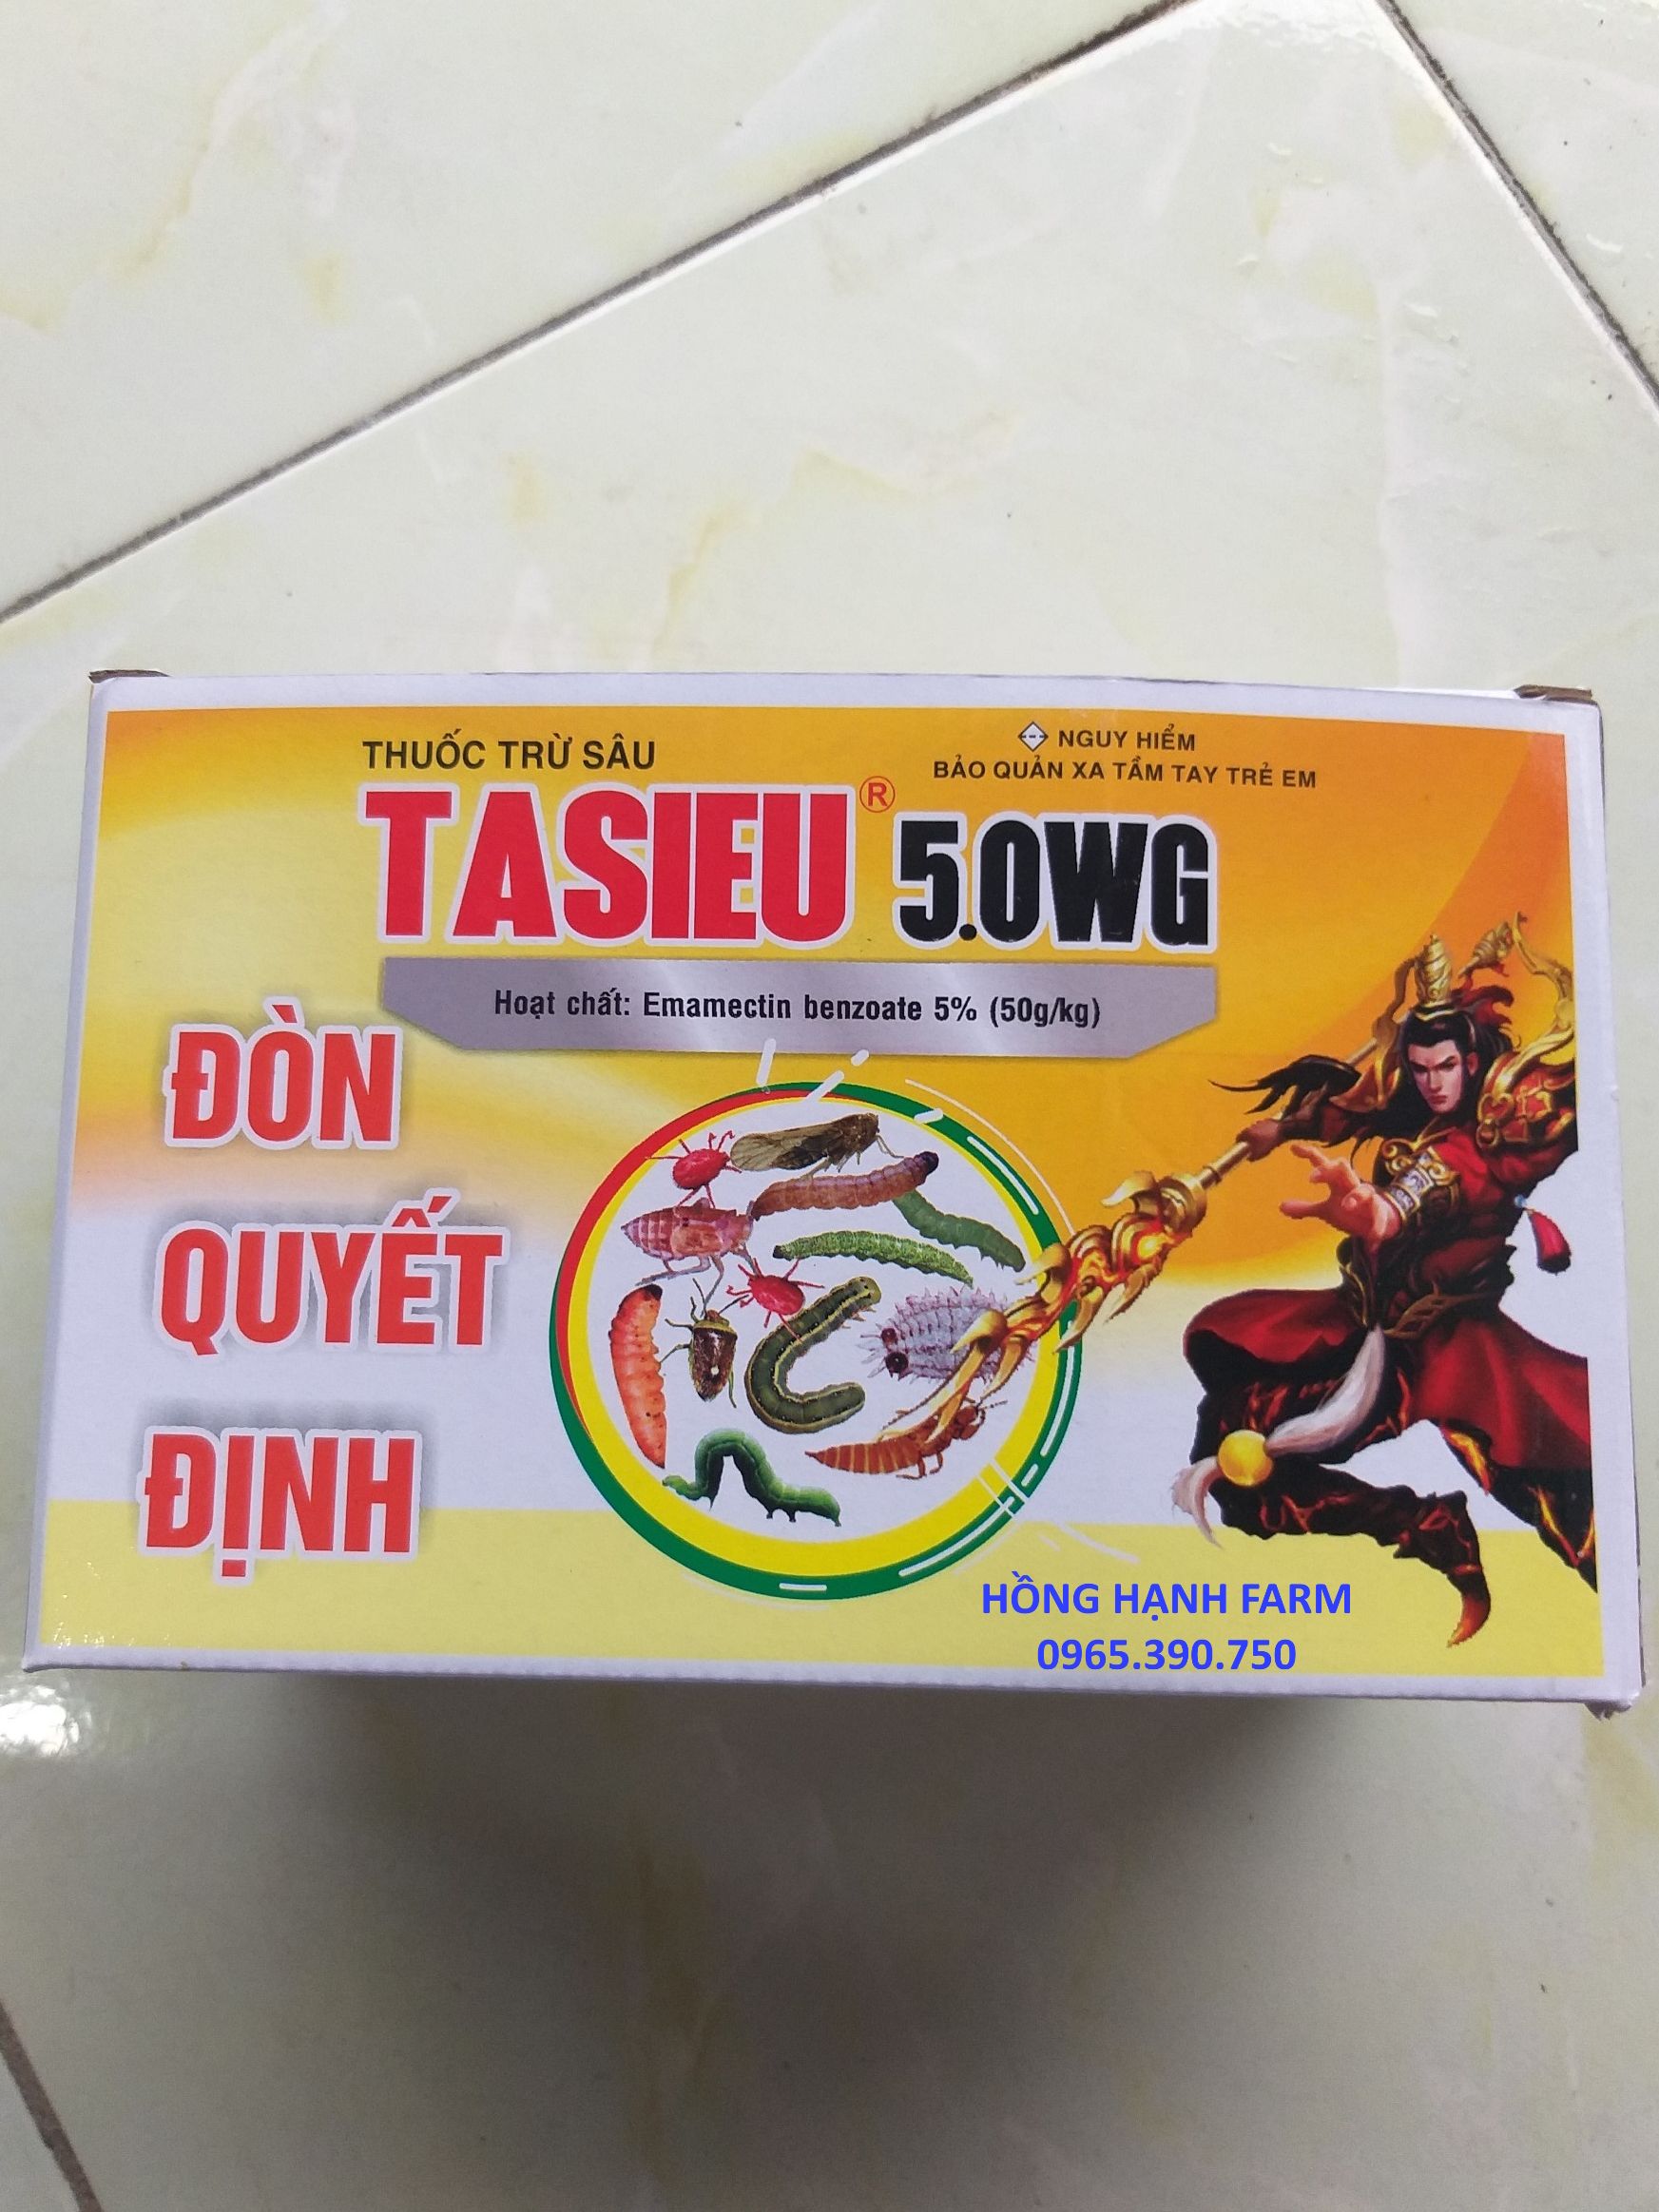 THUỐC TRỪ SÂU
NGUY HIỂM
BẢO QUẢN XA TẦM TAY TRẺ EM
TASIEU® 5.0WG
Hoạt chất: Emamectin benzoate 5% (50g/kg)
ĐÒN
QUYẾT
ĐỊNH
HỒNG HẠNH FARM
0965.390.750